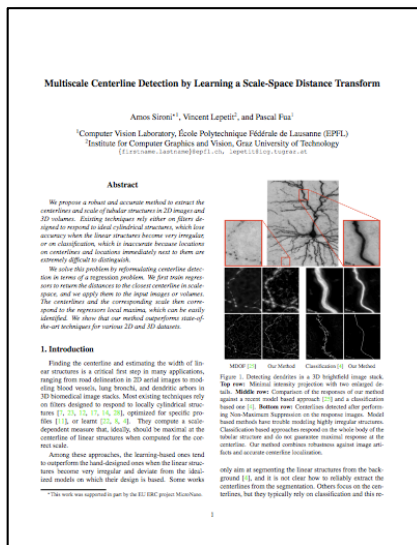 Multiscale Centerline Detection by Learning a Scale-Space Distance Transform
Amos Sironi*¹, Vincent Lepetit², and Pascal Fua¹
¹Computer Vision Laboratory, École Polytechnique Fédérale de Lausanne (EPFL)
²Institute for Computer Graphics and Vision, Graz University of Technology
{firstname.lastname}@epfl.ch, lepetit@icg.tugraz.at
Abstract
We propose a robust and accurate method to extract the
centerlines and scale of tubular structures in 2D images and
3D volumes. Existing techniques rely either on filters de-
signed to respond to ideal cylindrical structures, which lose
accuracy when the linear structures become very irregular,
or on classification, which is inaccurate because locations
on centerlines and locations immediately next to them are
extremely difficult to distinguish.
We solve this problem by reformulating centerline detec-
tion in terms of a regression problem. We first train regres-
sors to return the distances to the closest centerline in scale-
space, and we apply them to the input images or volumes.
The centerlines and the corresponding scale then corre-
spond to the regressors local maxima, which can be easily
identified. We show that our method outperforms state-of-
the-art techniques for various 2D and 3D datasets.
1. Introduction
Finding the centerline and estimating the width of lin-
ear structures is a critical first step in many applications,
ranging from road delineation in 2D aerial images to mod-
eling blood vessels, lung bronchi, and dendritic arbors in
3D biomedical image stacks. Most existing techniques rely
on filters designed to respond to locally cylindrical struc-
tures optimized for specific pro-
files or learnt They compute a scale-
dependent measure that, ideally, should be maximal at the
centerline of linear structures when computed for the cor-
rect scale.
Among these approaches, the learning-based ones tend
to outperform the hand-designed ones when the linear struc-
tures become very irregular and deviate from the ideal-
ized models on which their design is based. Some works
*This work was supported in part by the EU ERC project MicroNano.
MDOF Our Method Classification Our Method
Figure 1. Detecting dendrites in a 3D brightfield image stack.
Top row: Minimal intensity projection with two enlarged de-
tails. Middle row: Comparison of the responses of our method
against a recent model based approach and a classification
based one Bottom row: Centerlines detected after perform-
ing Non-Maximum Suppression on the response images. Model
based methods have trouble modeling highly irregular structures.
Classification based approaches respond on the whole body of the
tubular structure and do not guarantee maximal response at the
centerline. Our method combines robustness against image arti-
facts and accurate centerline localization.
only aim at segmenting the linear structures from the back-
ground and it is not clear how to reliably extract the
centerlines from the segmentation. Others focus on the cen-
terlines, but they typically rely on classification and this re-
1